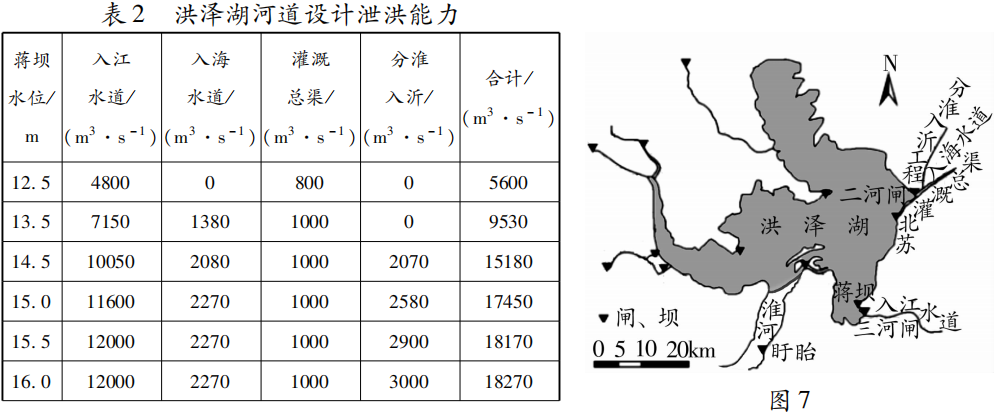 表2 洪泽湖河道设计泄洪能力
蒋坝水位/m 入江水道/(m³·s⁻¹) 入海水道/(m³·s⁻¹) 灌溉总渠/(m³·s⁻¹) 分淮入沂/(m³·s⁻¹) 合计/(m³·s⁻¹)
12.5 4800 0 800 0 5600
13.5 7150 1380 1000 0 9530
14.5 10050 2080 1000 2070 15180
15.0 11600 2270 1000 2580 17450
15.5 12000 2270 1000 2900 18170
16.0 12000 2270 1000 3000 18270
N
分淮入沂工程
入海水道
苏北灌溉总渠
二河闸
洪泽湖
蒋坝
入江水道
三河闸
淮河
盱眙
闸、坝
0 5 10 20km
图7